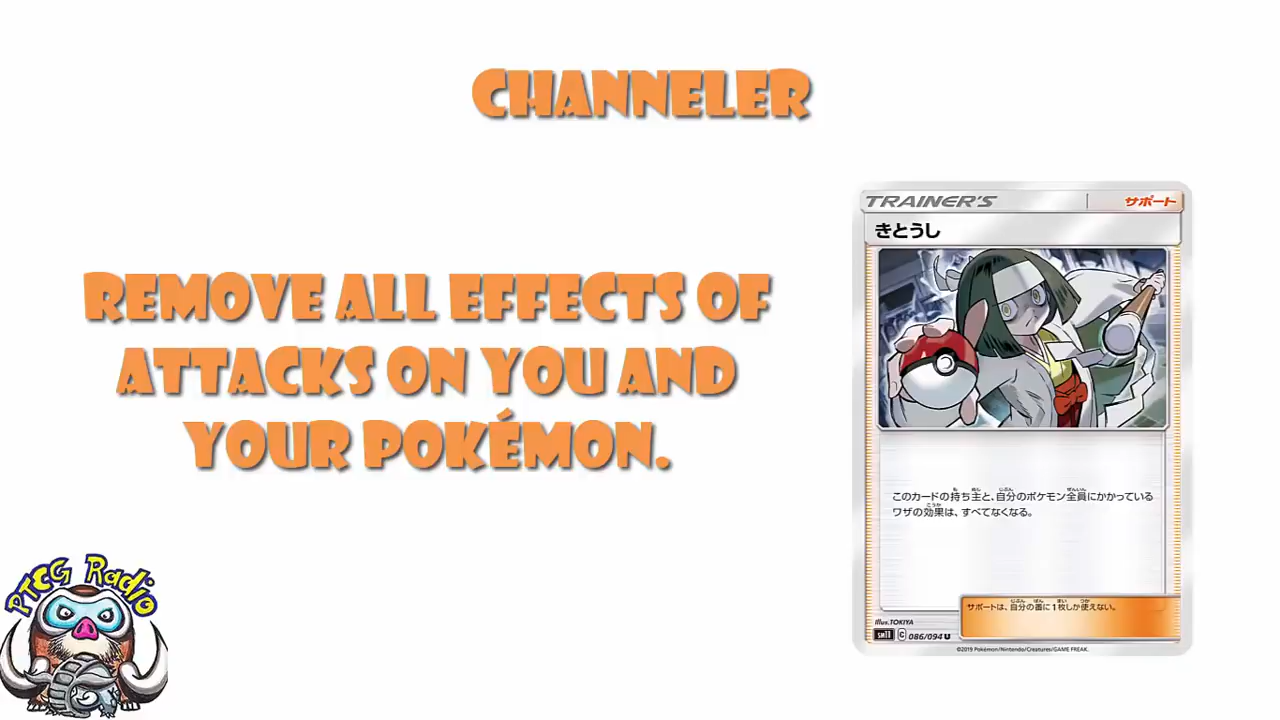 CHANNELER
REMOVE ALL EFFECTS OF
ATTACKS ON YOU AND
YOUR POKÉMON.
TRAINER'S
サポート
きとうし
このカードの持ち主と、自分のポケモン全員にかかっている
ワザの効果は、すべてなくなる。
サポートは、自分の番に1枚しか使えない。
Illus.TOKIYA
sm11 C 086/094 U
©2019 Pokémon/Nintendo/Creatures/GAME FREAK.
PTCG Radio